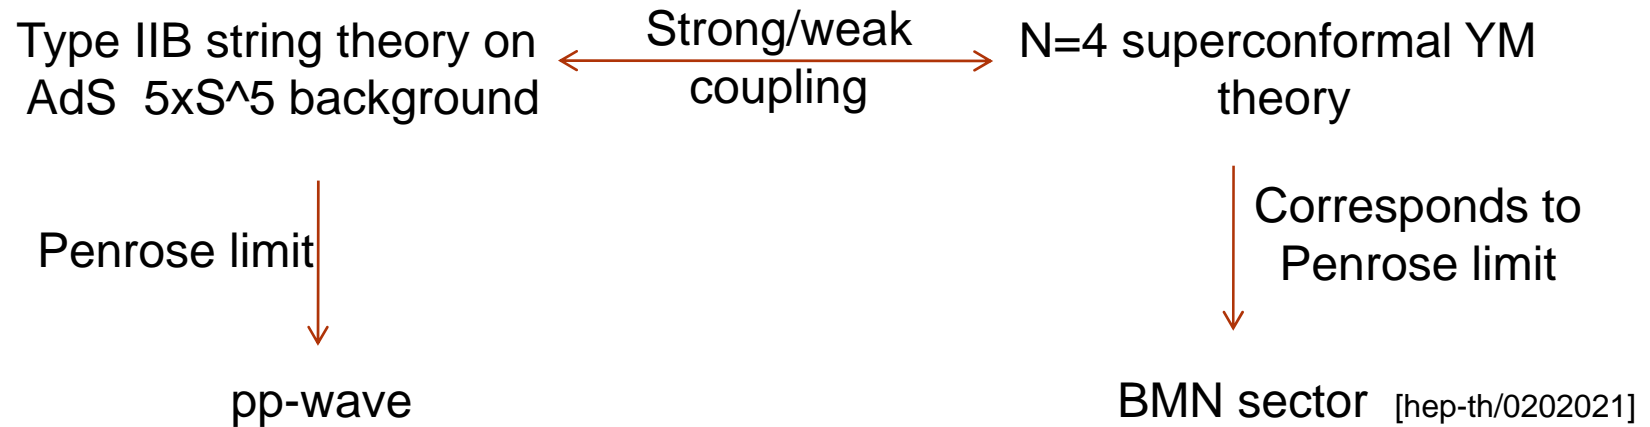 Type IIB string theory on
AdS 5xS^5 background
Strong/weak
coupling
N=4 superconformal YM
theory
Penrose limit
Corresponds to
Penrose limit
pp-wave
BMN sector [hep-th/0202021]